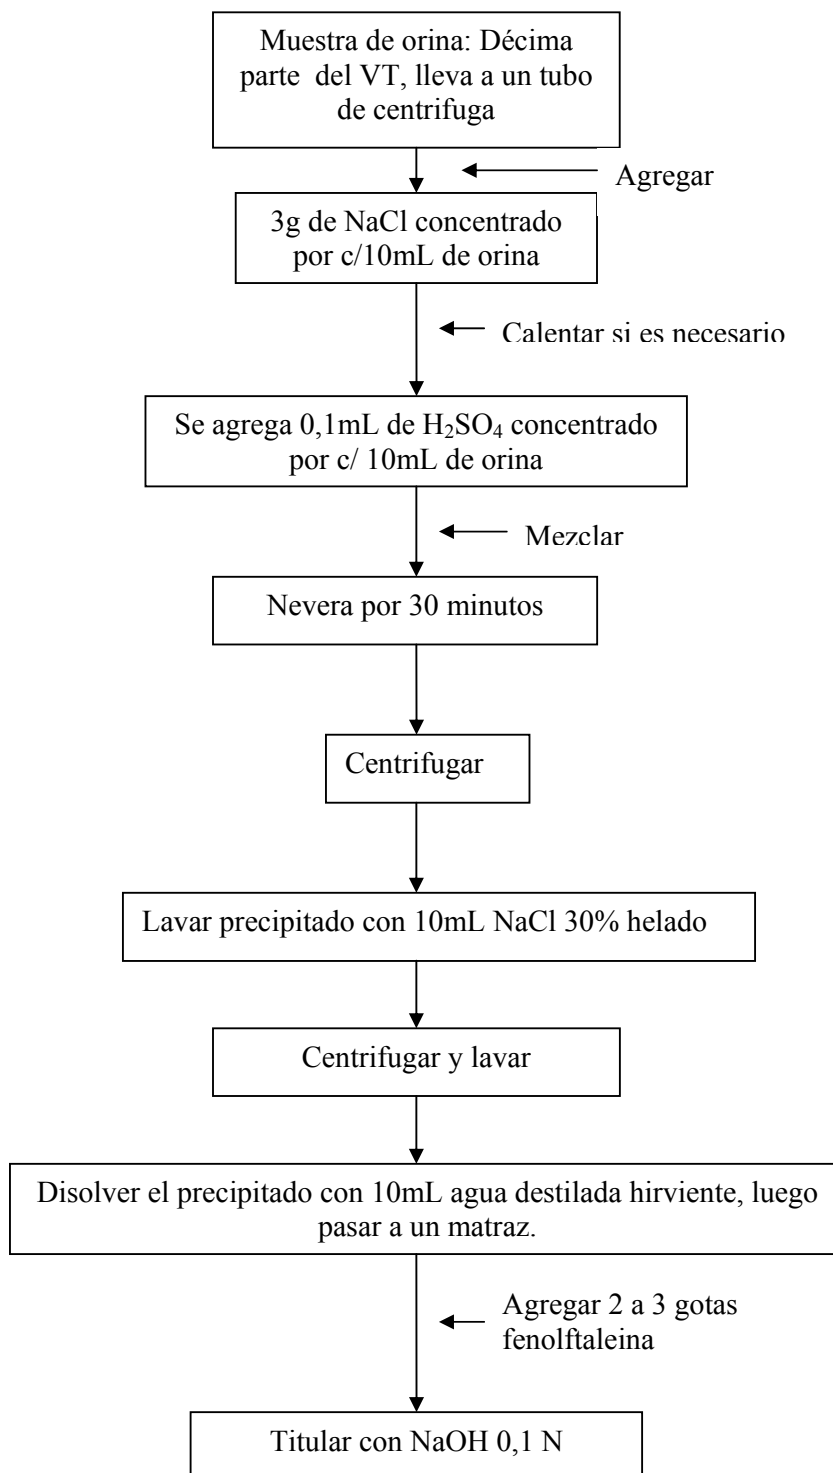 Muestra de orina: Décima
parte del VT, lleva a un tubo
de centrifuga
Agregar
3g de NaCl concentrado
por c/10mL de orina
Calentar si es necesario
Se agrega 0,1mL de H₂SO₄ concentrado
por c/ 10mL de orina
Mezclar
Nevera por 30 minutos
Centrifugar
Lavar precipitado con 10mL NaCl 30% helado
Centrifugar y lavar
Disolver el precipitado con 10mL agua destilada hirviente, luego
pasar a un matraz.
Agregar 2 a 3 gotas
fenolftaleina
Titular con NaOH 0,1 N